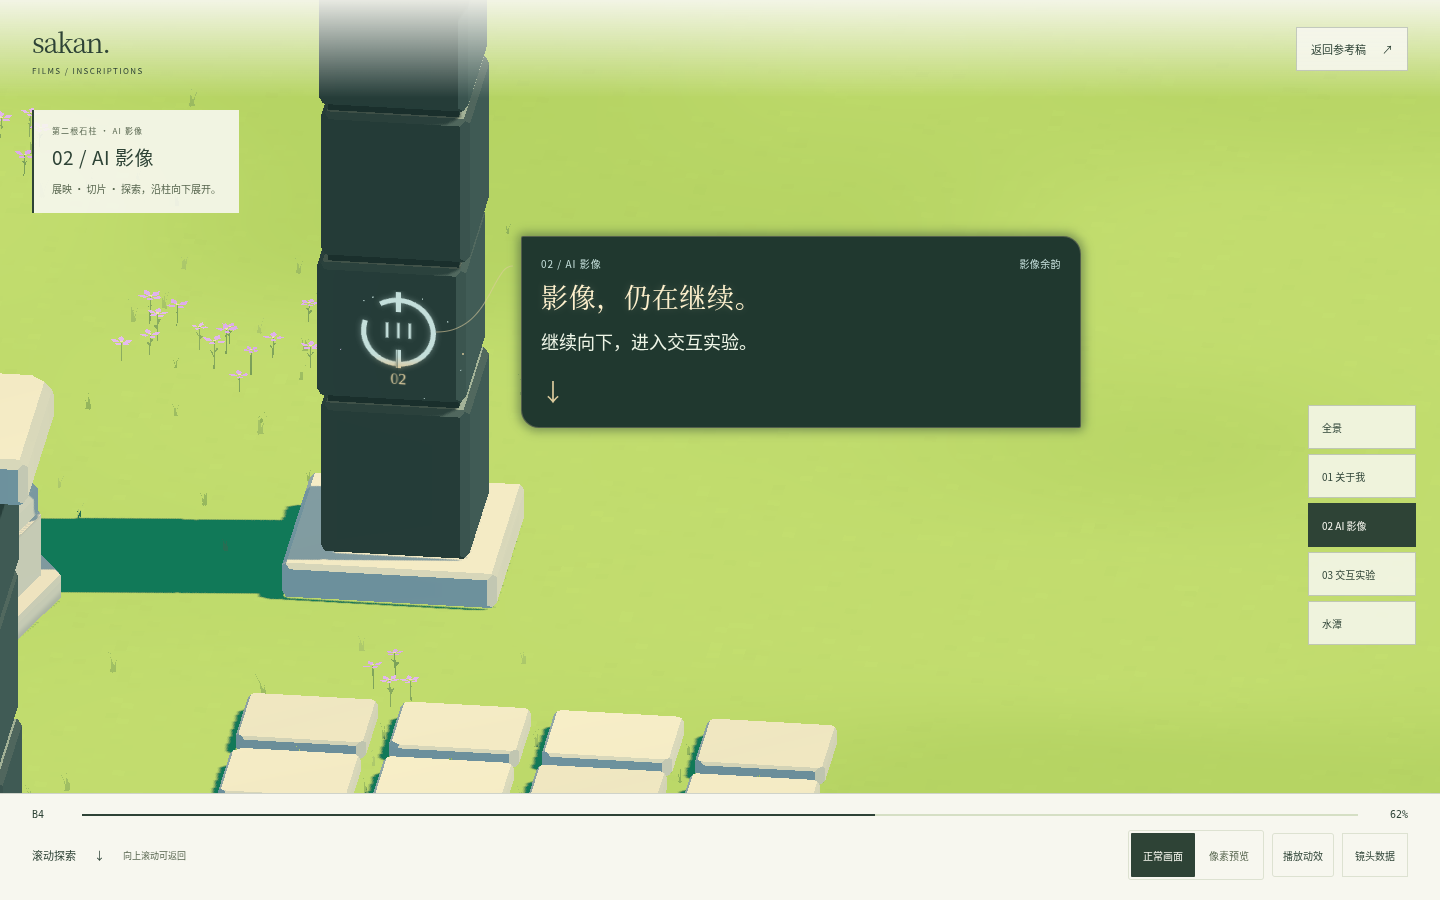 sakan.
FILMS / INSCRIPTIONS
返回参考稿 ↗
第二根石柱 · AI 影像
02 / AI 影像
展映 · 切片 · 探索，沿柱向下展开。
02
02 / AI 影像
影像余韵
影像，仍在继续。
继续向下，进入交互实验。
↓
全景
01 关于我
02 AI 影像
03 交互实验
水潭
B4
62%
滚动探索 ↓ 向上滚动可返回
正常画面
像素预览
播放动效
镜头数据